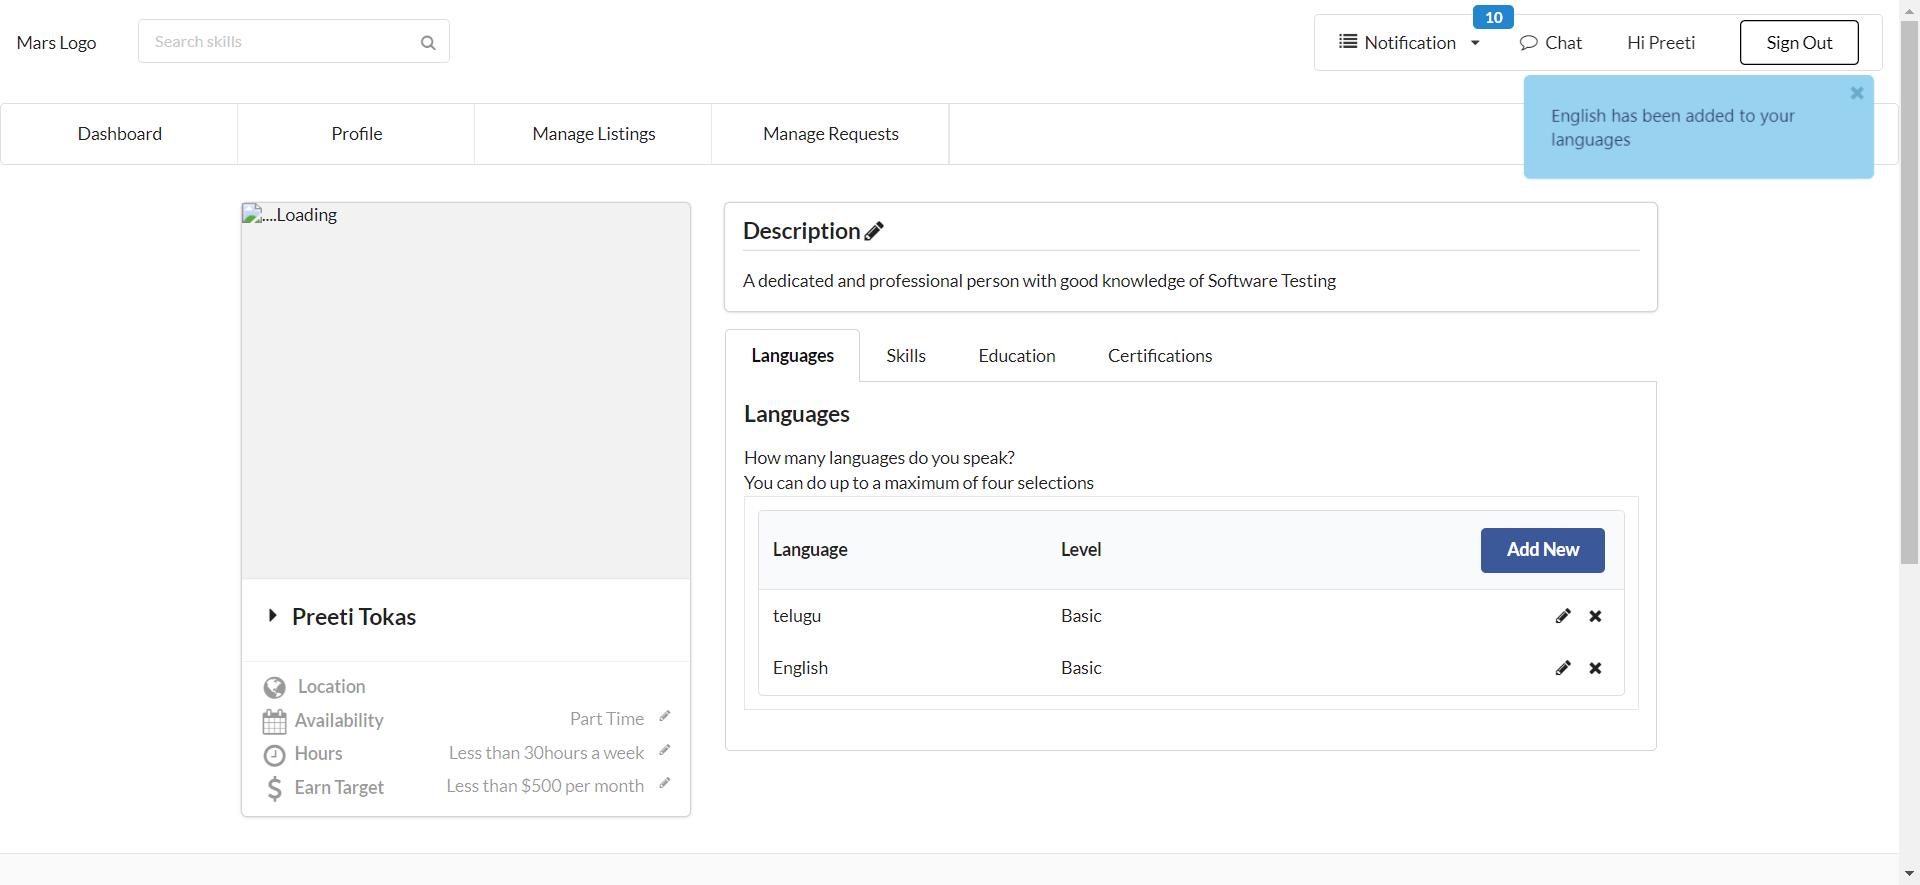 Mars Logo
Search skills
Notification
10
Chat
Hi Preeti
Sign Out
English has been added to your
languages
Dashboard
Profile
Manage Listings
Manage Requests
....Loading
Preeti Tokas
Location
Availability
Part Time
Hours
Less than 30hours a week
Earn Target
Less than $500 per month
Description
A dedicated and professional person with good knowledge of Software Testing
Languages
Skills
Education
Certifications
Languages
How many languages do you speak?
You can do up to a maximum of four selections
Language
Level
Add New
telugu
Basic
English
Basic